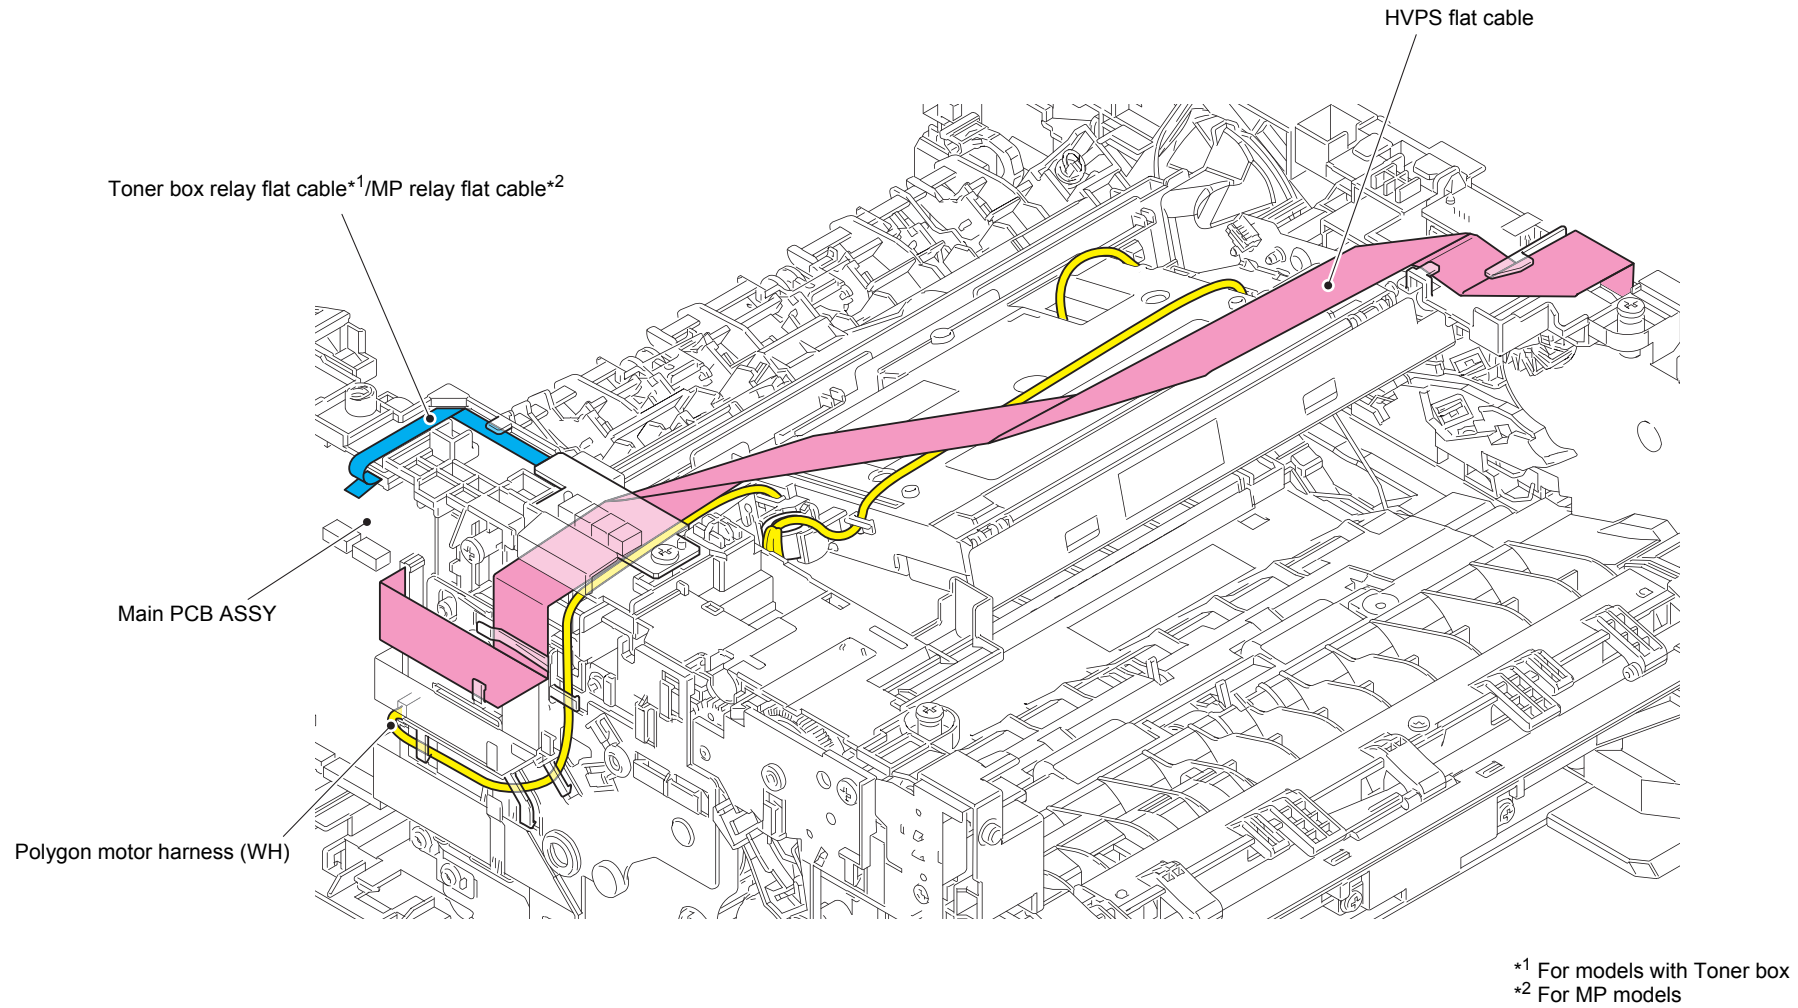 HVPS flat cable
Toner box relay flat cable*1/MP relay flat cable*2
Main PCB ASSY
Polygon motor harness (WH)
*1 For models with Toner box
*2 For MP models